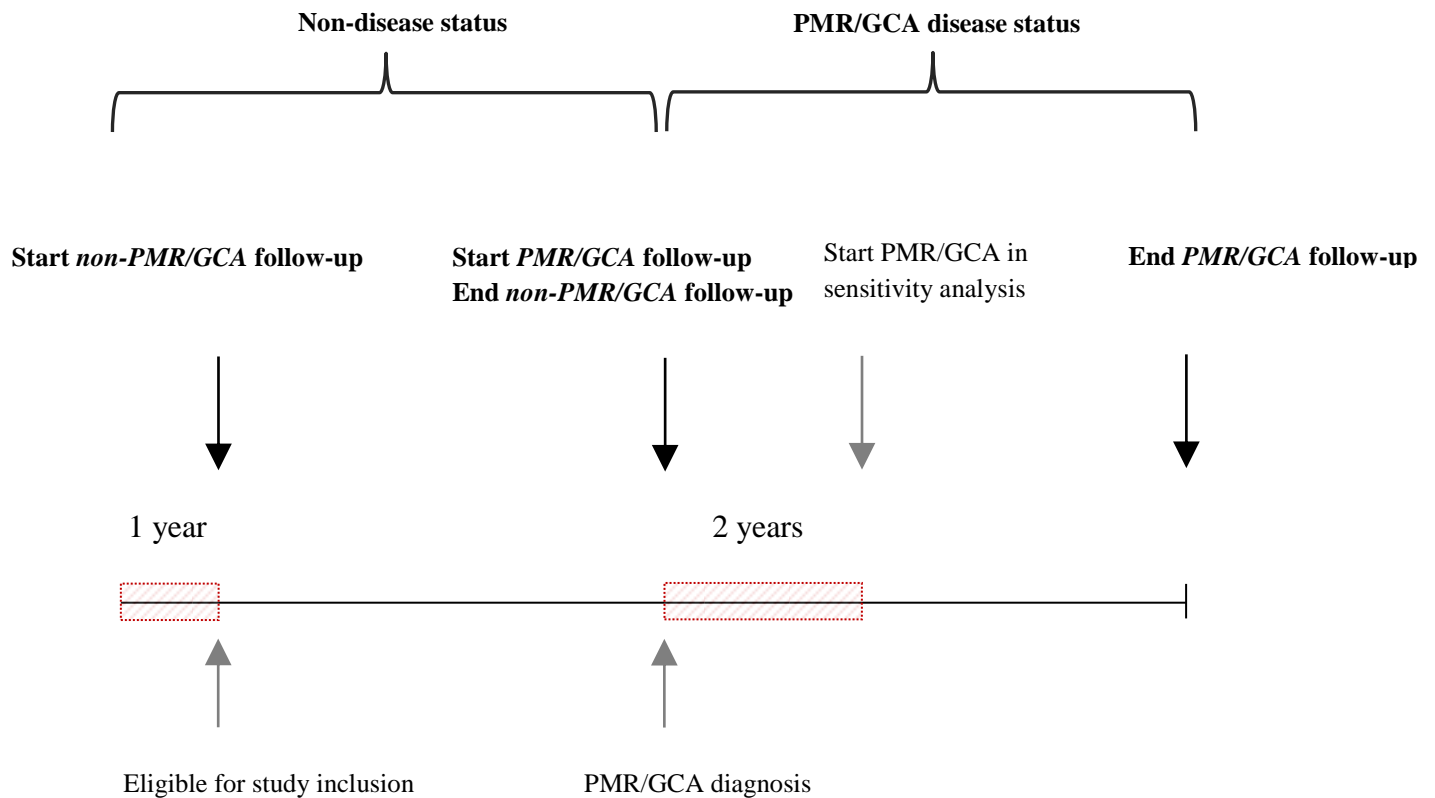 Non-disease status
PMR/GCA disease status
Start non-PMR/GCA follow-up
Start PMR/GCA follow-up
End non-PMR/GCA follow-up
Start PMR/GCA in
sensitivity analysis
End PMR/GCA follow-up
1 year
2 years
Eligible for study inclusion
PMR/GCA diagnosis